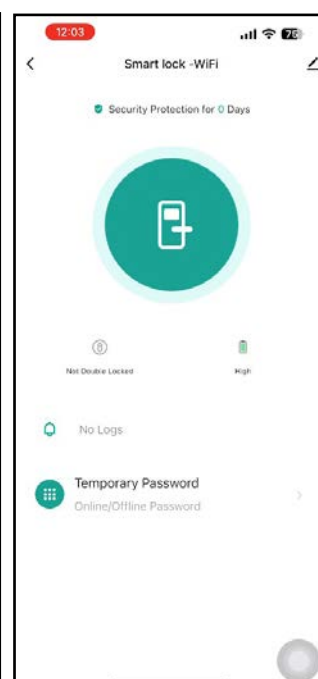 12:03
76
Smart lock -WiFi
Security Protection for 0 Days
Not Double Locked
High
No Logs
Temporary Password
Online/Offline Password